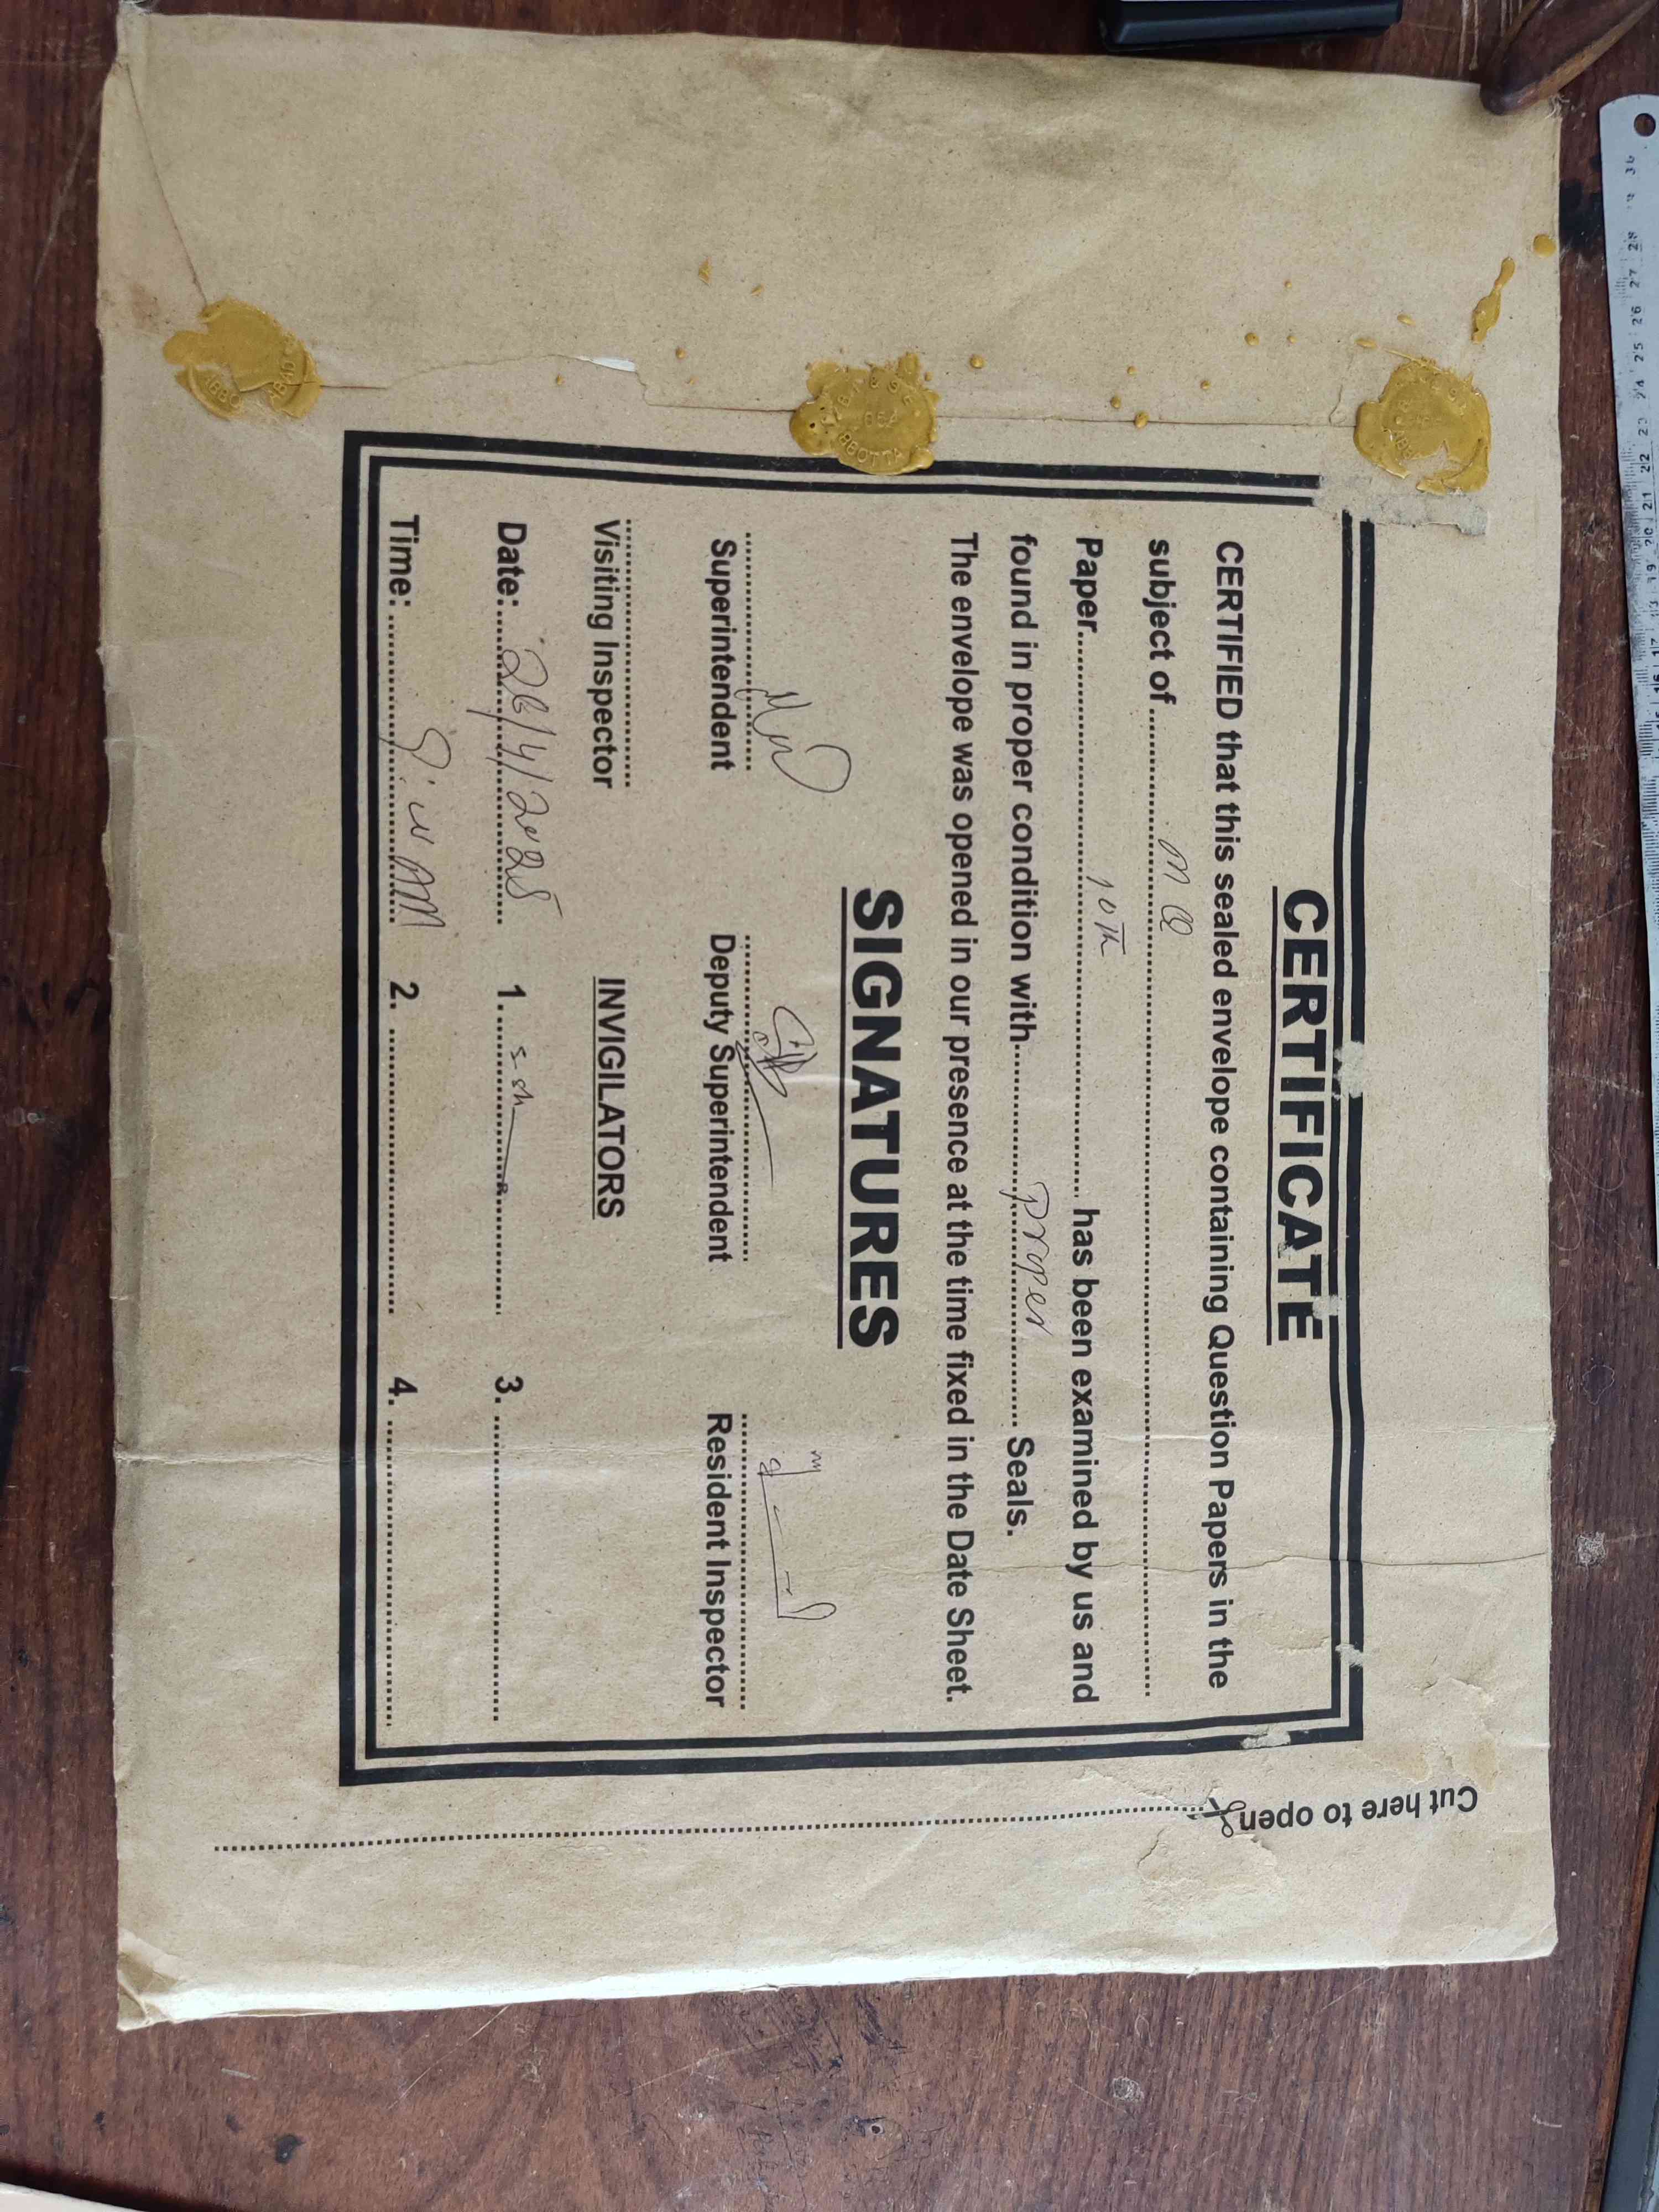 CERTIFICATE
CERTIFIED that this sealed envelope containing Question Papers in the
subject of
Paper 10th has been examined by us and
found in proper condition with proper Seals.
The envelope was opened in our presence at the time fixed in the Date Sheet.
SIGNATURES
Superintendent Deputy Superintendent Resident Inspector
Visiting Inspector INVIGILATORS
Date: 1. 3.
Time: 2. 4.
Cut here to open